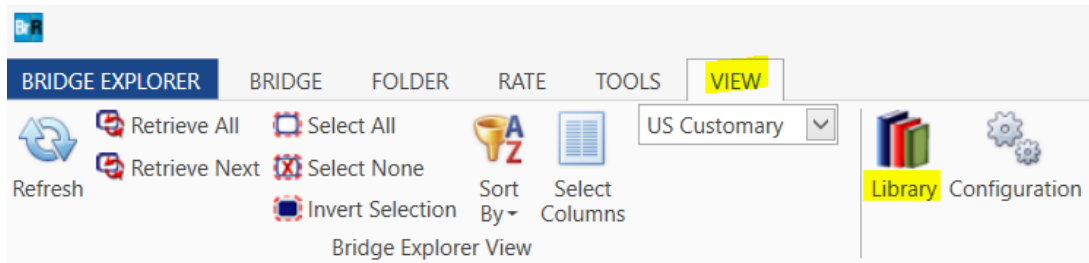 BrR
BRIDGE EXPLORER BRIDGE FOLDER RATE TOOLS VIEW
Retrieve All Select All US Customary
Retrieve Next Select None
Refresh Sort Select Library Configuration
Invert Selection By Columns
Bridge Explorer View
A
Z